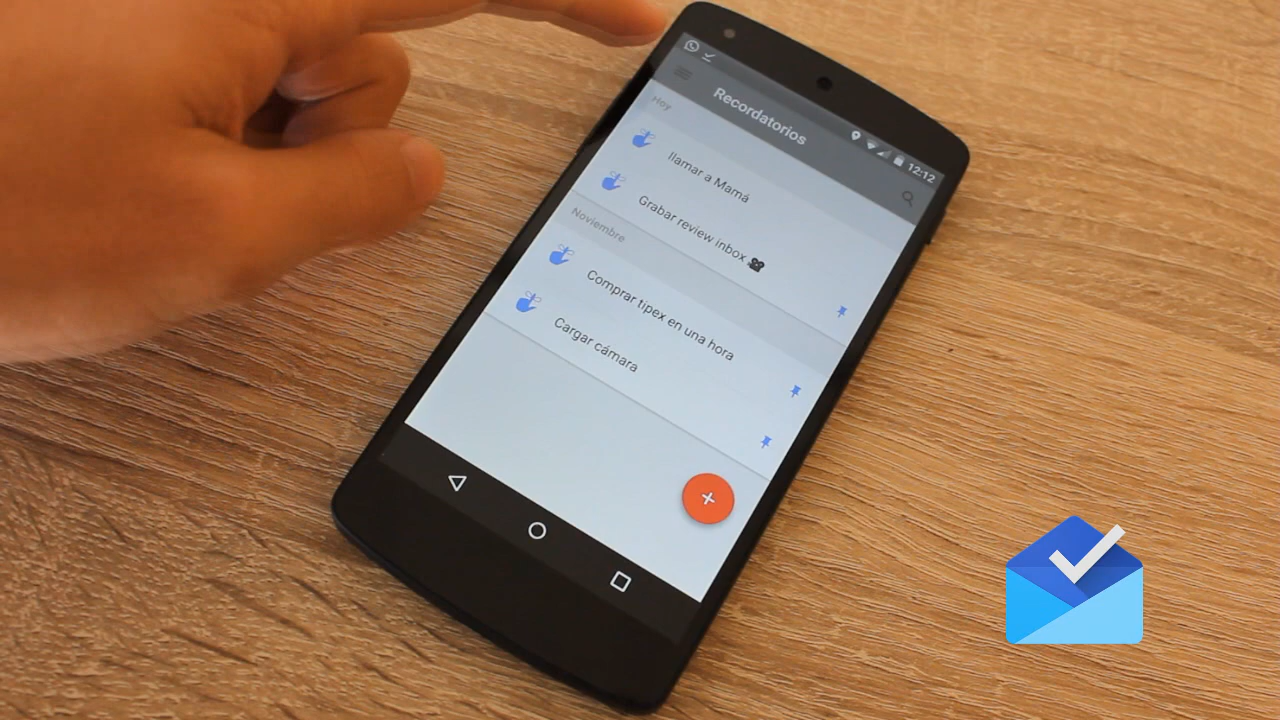 12:12
Recordatorios
Hoy
llamar a Mamá
Grabar review inbox 🎥
Noviembre
Comprar tipex en una hora
Cargar cámara